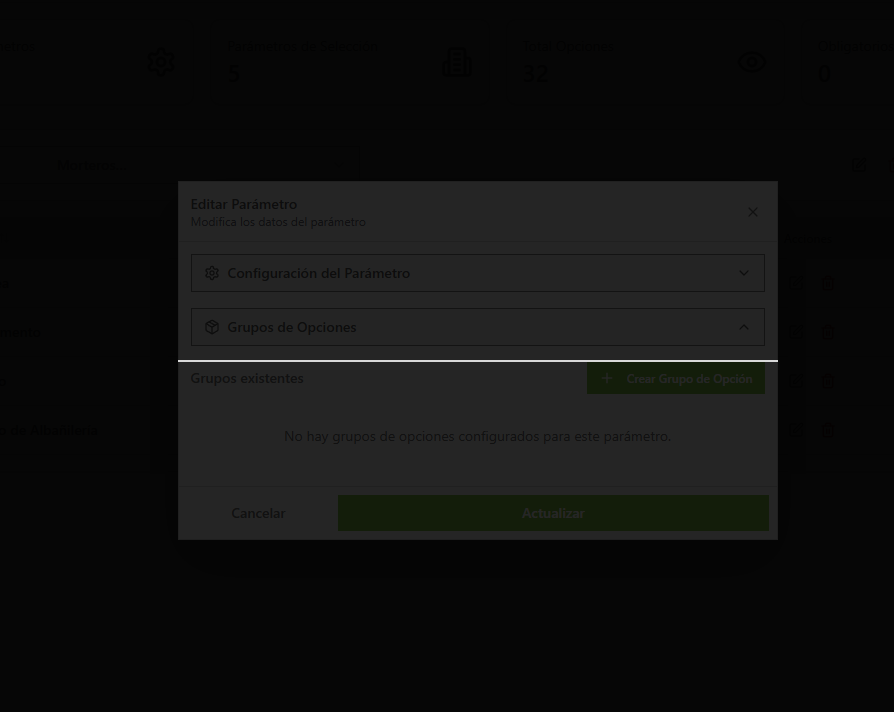 5
32
0
Editar Parámetro
Modifica los datos del parámetro
Configuración del Parámetro
Grupos de Opciones
Grupos existentes
Crear Grupo de Opción
No hay grupos de opciones configurados para este parámetro.
Cancelar
Actualizar